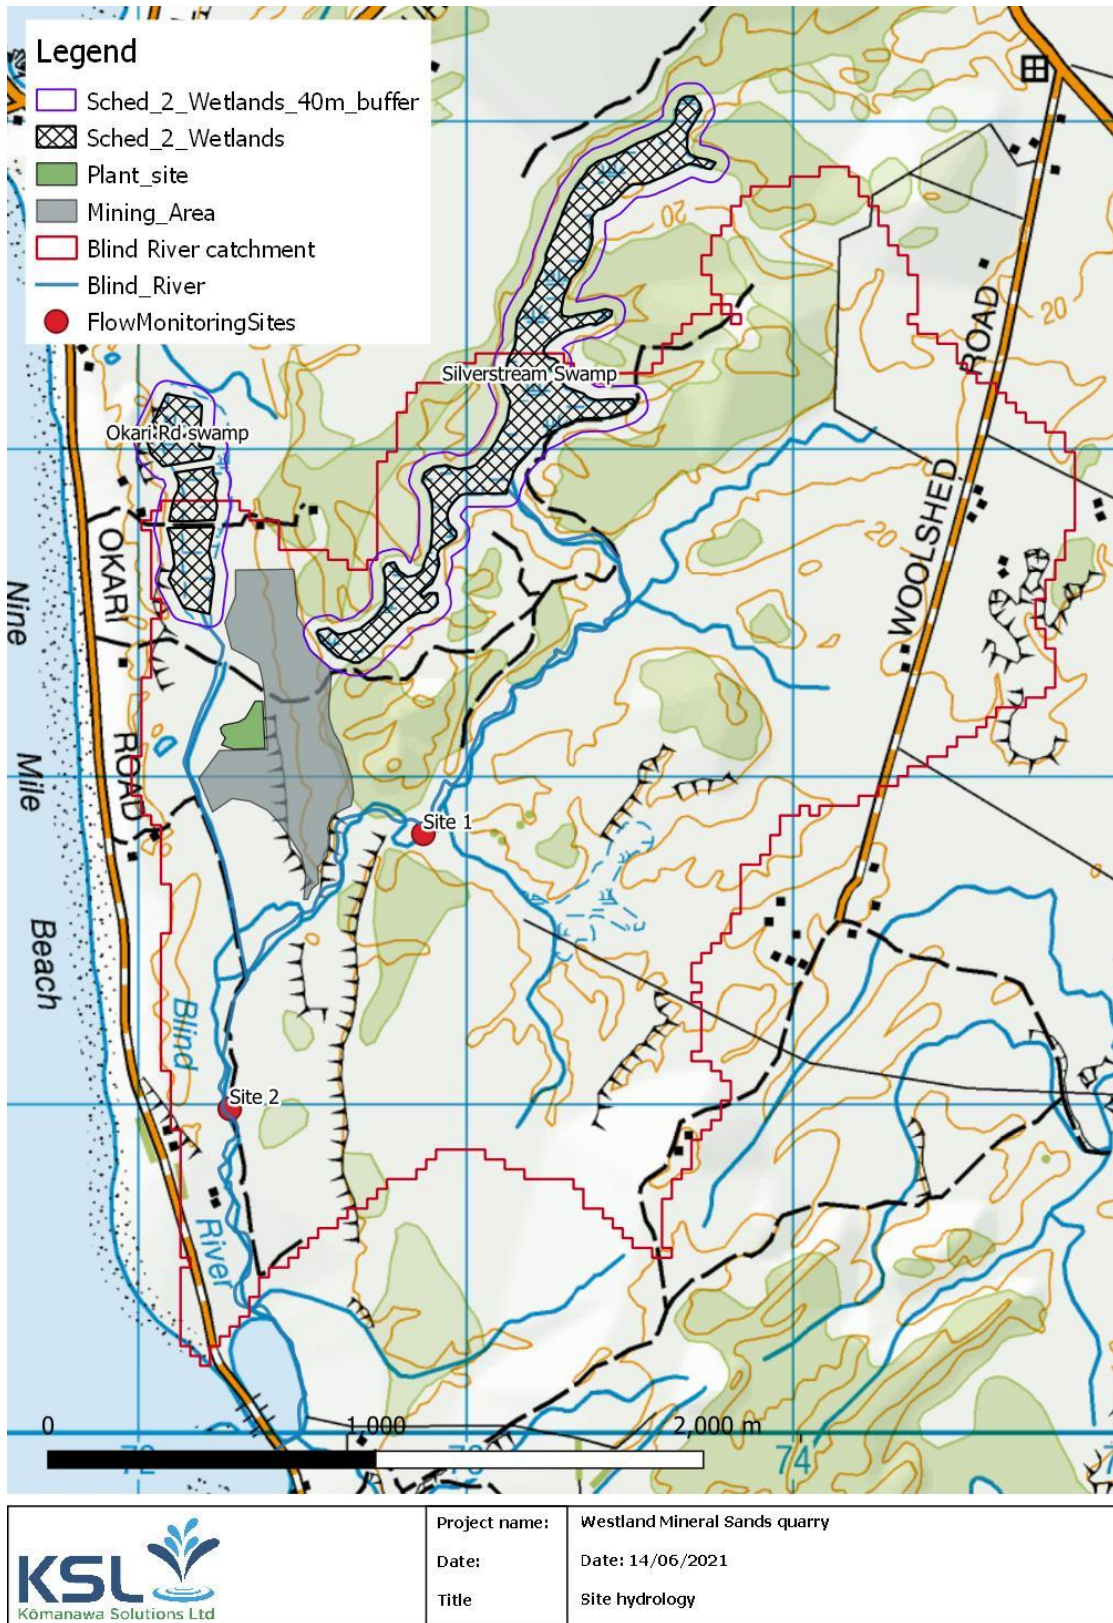 Legend
Sched_2_Wetlands_40m_buffer
Sched_2_Wetlands
Plant_site
Mining_Area
Blind River catchment
Blind_River
FlowMonitoringSites
20
ROAD
20
Silverstream Swamp
Okari Rd swamp
WOOLSHED
20
OKARI
Nine
ROAD
Mile
Site 1
Beach
Blind
Site 2
River
0
1,000
2,000 m
72
74
KSL
Kōmanawa Solutions Ltd
Project name:
Westland Mineral Sands quarry
Date:
Date: 14/06/2021
Title
Site hydrology